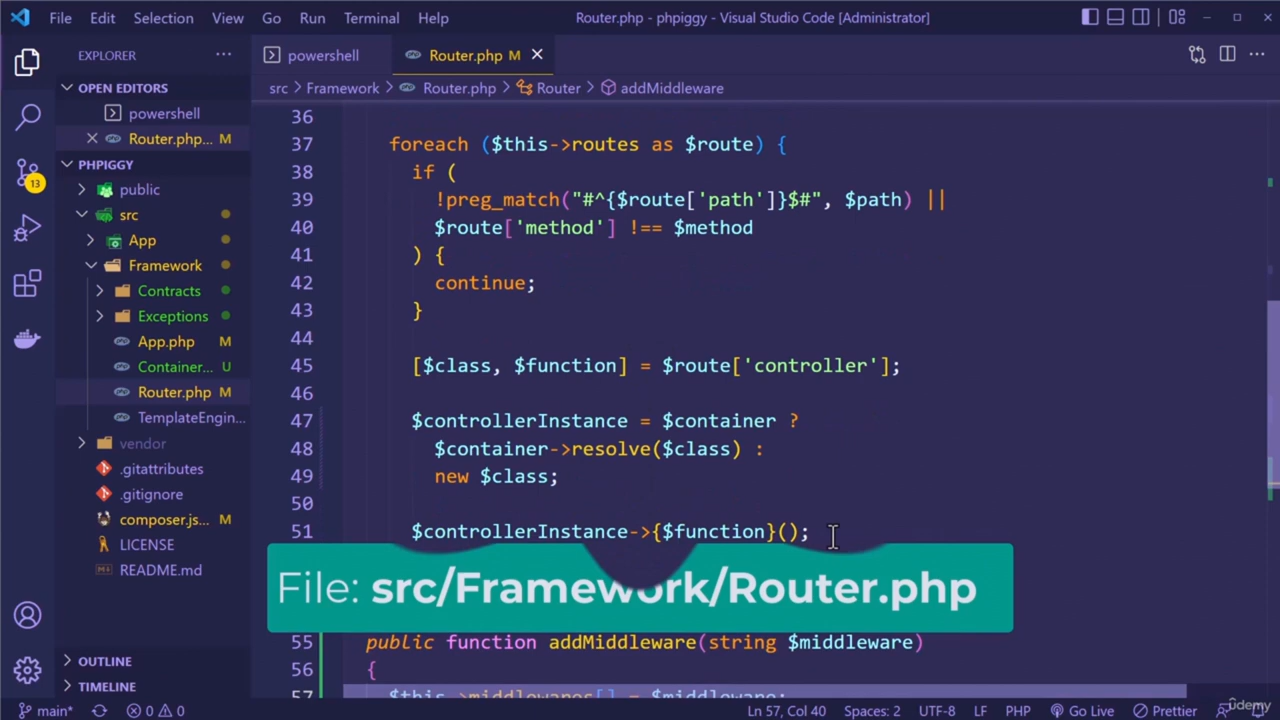 File Edit Selection View Go Run Terminal Help
Router.php - phpiggy - Visual Studio Code [Administrator]
EXPLORER
powershell
Router.php M
OPEN EDITORS
powershell
Router.php... M
PHPIGGY
public
src
App
Framework
Contracts
Exceptions
App.php M
Container... U
Router.php M
TemplateEngin...
vendor
.gitattributes
.gitignore
composer.js... M
LICENSE
README.md
OUTLINE
TIMELINE
13
src Framework Router.php Router addMiddleware
36
37 foreach ($this->routes as $route) {
38 if (
39 !preg_match("#^{$route['path']}$#", $path) ||
40 $route['method'] !== $method
41 ) {
42 continue;
43 }
44
45 [$class, $function] = $route['controller'];
46
47 $controllerInstance = $container ?
48 $container->resolve($class) :
49 new $class;
50
51 $controllerInstance->{$function}();
File: src/Framework/Router.php
55 public function addMiddleware(string $middleware)
56 {
57 $this->middlewares[] = $middleware;
main* 0 0 Ln 57, Col 40 Spaces: 2 UTF-8 LF PHP Go Live Prettier
udemy